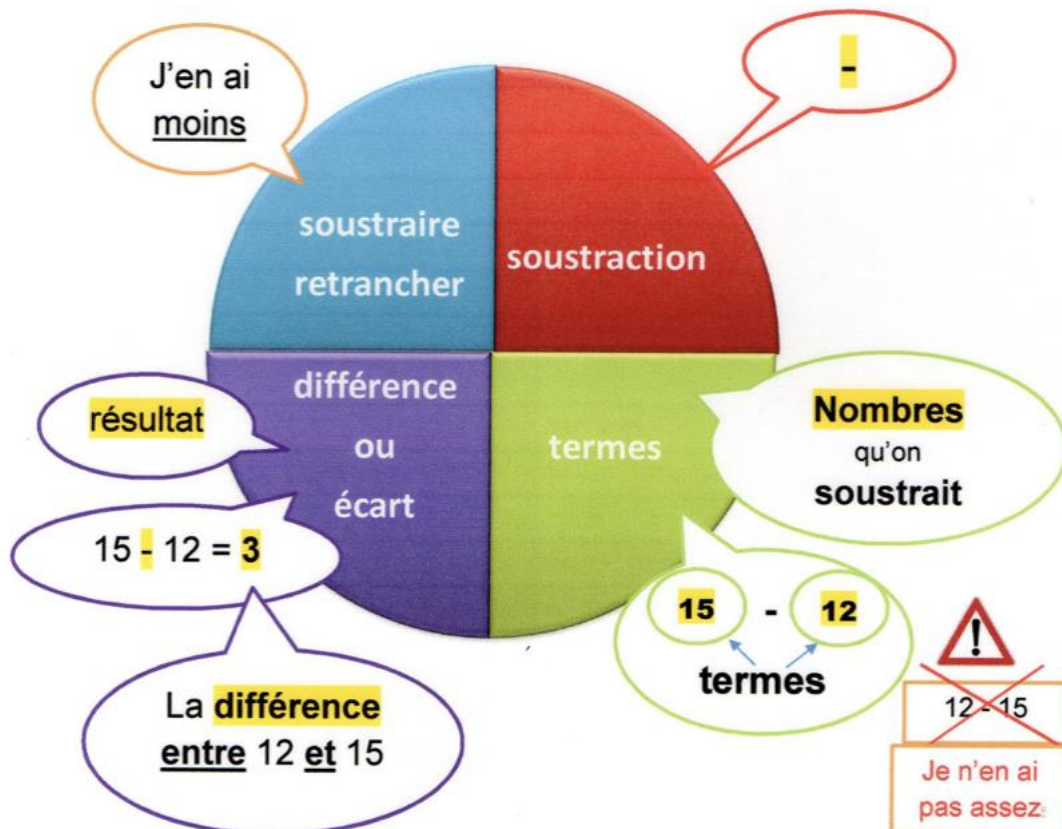 J'en ai
moins
-
soustraire
retrancher
soustraction
différence
ou
écart
termes
résultat
Nombres
qu'on
soustrait
15 - 12 = 3
15 - 12
termes
La différence
entre 12 et 15
12 - 15
Je n'en ai
pas assez.